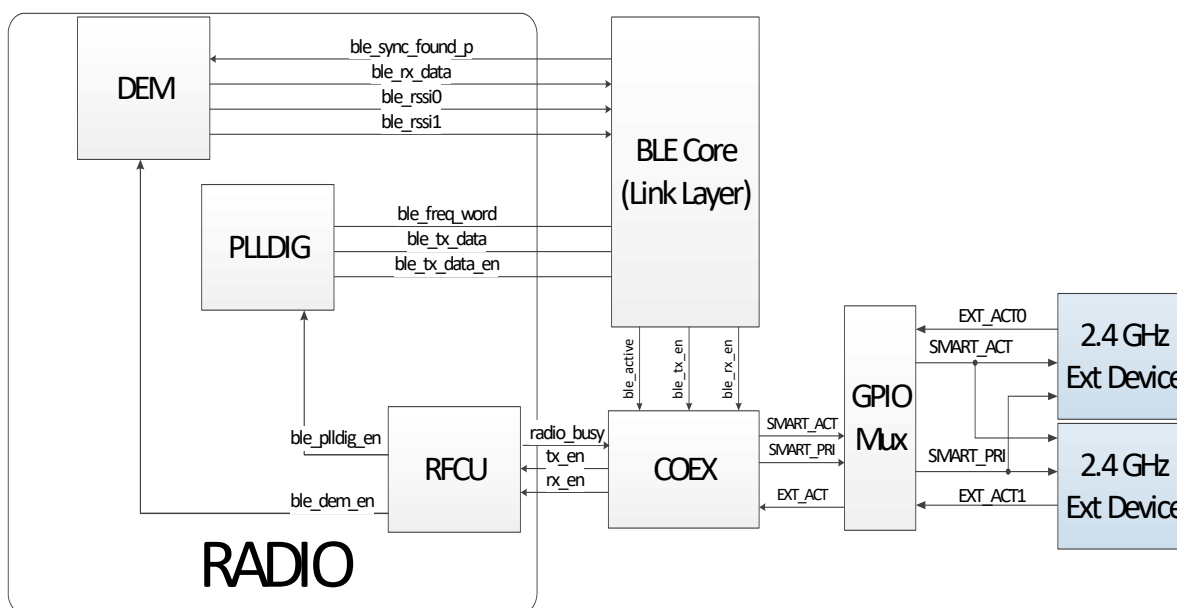 DEM
ble_sync_found_p
ble_rx_data
ble_rssi0
ble_rssi1
BLE Core
(Link Layer)
PLLDIG
ble_freq_word
ble_tx_data
ble_tx_data_en
ble_active
ble_tx_en
ble_rx_en
EXT_ACT0
SMART_ACT
2.4 GHz
Ext Device
GPIO
Mux
ble_plldig_en
ble_dem_en
RFCU
radio_busy
tx_en
rx_en
COEX
SMART_ACT
SMART_PRI
EXT_ACT
SMART_PRI
EXT_ACT1
2.4 GHz
Ext Device
RADIO